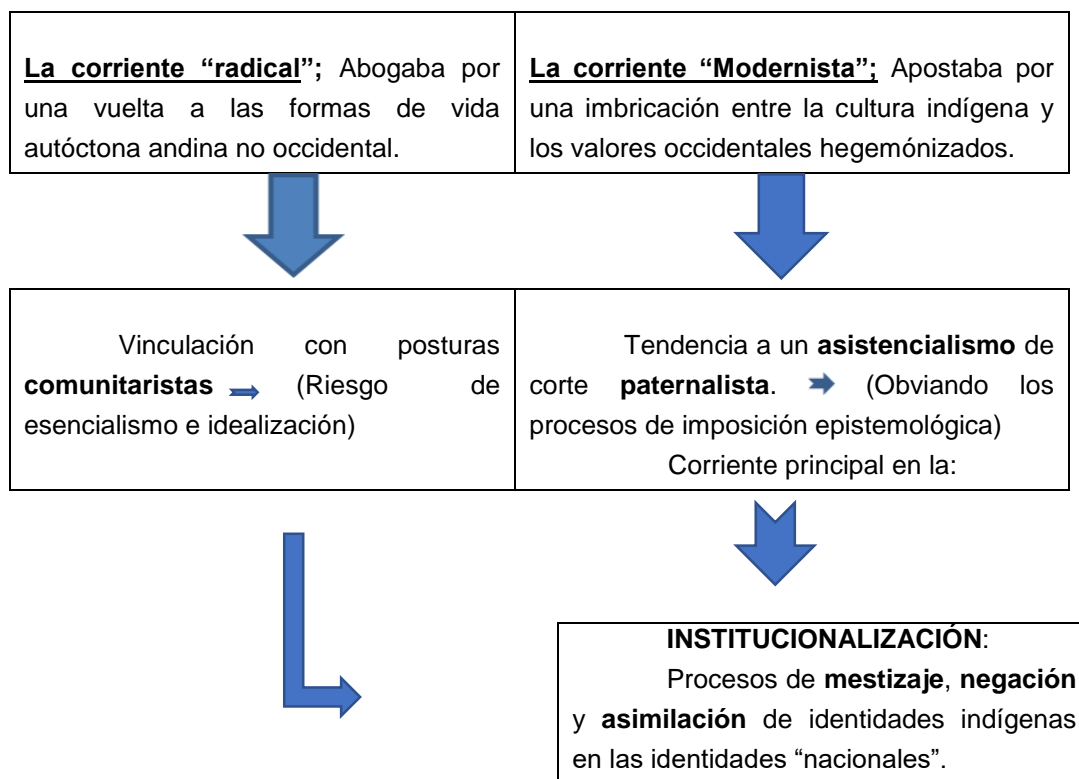 La corriente “radical”; Abogaba por
una vuelta a las formas de vida
autóctona andina no occidental.
La corriente “Modernista”; Apostaba por
una imbricación entre la cultura indígena y
los valores occidentales hegemónizados.
Vinculación con posturas
comunitaristas (Riesgo de
esencialismo e idealización)
Tendencia a un asistencialismo de
corte paternalista. (Obviando los
procesos de imposición epistemológica)
Corriente principal en la:
INSTITUCIONALIZACIÓN:
Procesos de mestizaje, negación
y asimilación de identidades indígenas
en las identidades “nacionales”.